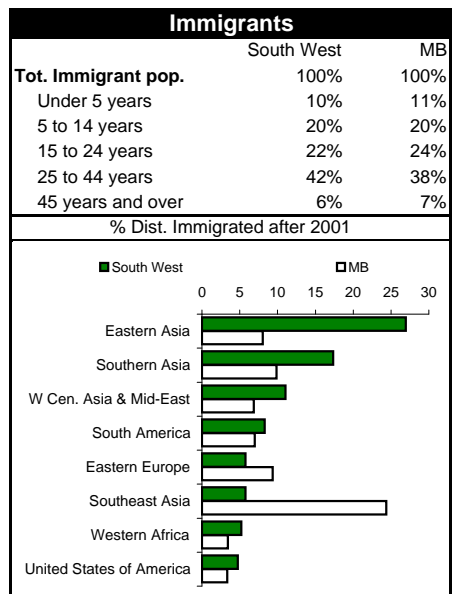 Immigrants
South West MB
Tot. Immigrant pop. 100% 100%
Under 5 years 10% 11%
5 to 14 years 20% 20%
15 to 24 years 22% 24%
25 to 44 years 42% 38%
45 years and over 6% 7%
% Dist. Immigrated after 2001
South West MB
0 5 10 15 20 25 30
Eastern Asia
Southern Asia
W Cen. Asia & Mid-East
South America
Eastern Europe
Southeast Asia
Western Africa
United States of America